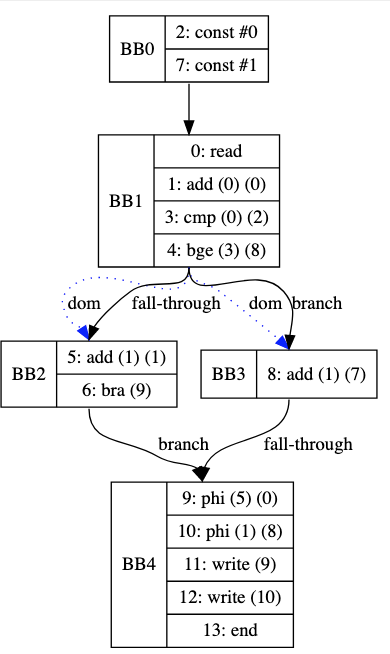 BB0
2: const #0
7: const #1
BB1
0: read
1: add (0) (0)
3: cmp (0) (2)
4: bge (3) (8)
dom
fall-through
dom
branch
BB2
5: add (1) (1)
6: bra (9)
BB3
8: add (1) (7)
branch
fall-through
BB4
9: phi (5) (0)
10: phi (1) (8)
11: write (9)
12: write (10)
13: end